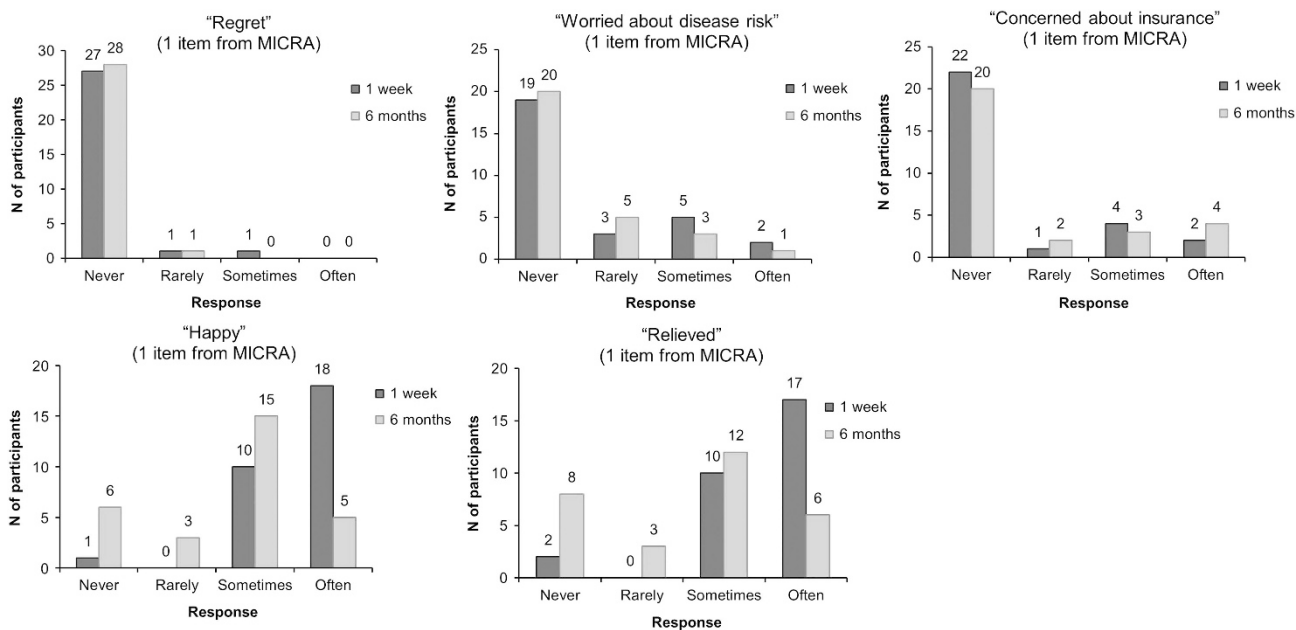 “Regret”
(1 item from MICRA)
30
25
20
15
10
5
0
N of participants
27 28
1 1
1 0
0 0
Never Rarely Sometimes Often
Response
1 week
6 months
“Worried about disease risk”
(1 item from MICRA)
25
20
15
10
5
0
N of participants
19 20
3 5
5 3
2 1
Never Rarely Sometimes Often
Response
1 week
6 months
“Concerned about insurance”
(1 item from MICRA)
25
20
15
10
5
0
N of participants
22 20
1 2
4 3
2 4
Never Rarely Sometimes Often
Response
1 week
6 months
“Happy”
(1 item from MICRA)
20
15
10
5
0
N of participants
1 6
0 3
10 15
18 5
Never Rarely Sometimes Often
Response
1 week
6 months
“Relieved”
(1 item from MICRA)
20
15
10
5
0
N of participants
2 8
0 3
10 12
17 6
Never Rarely Sometimes Often
Response
1 week
6 months